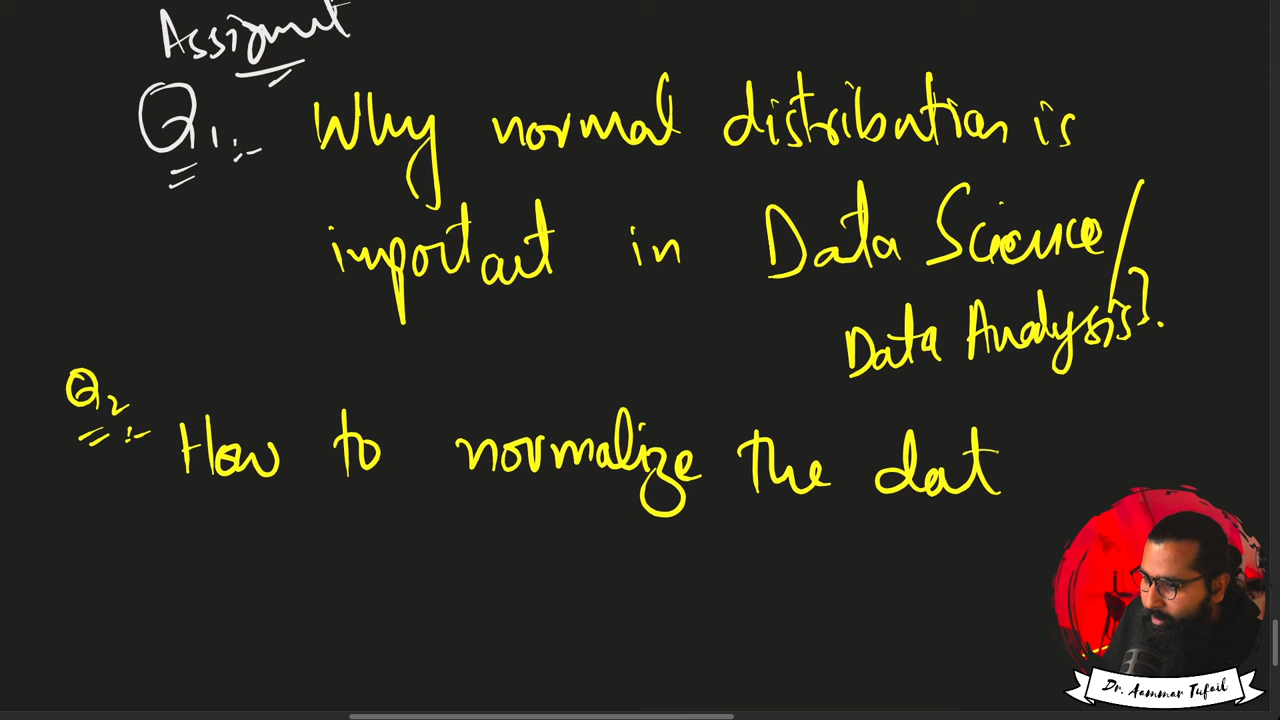 Assignment
Q1:- Why normal distribution is
important in Data Science/
Data Analysis?.
Q2:- How to normalize the dat
Dr. Aammar Tufail